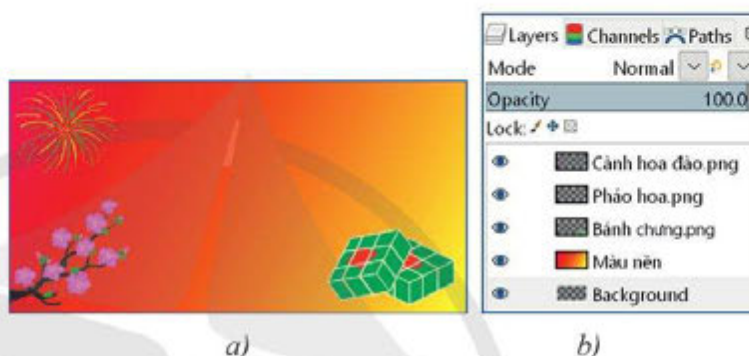 Layers Channels Paths
Mode Normal
Opacity 100.0
Lock:
Cành hoa đào.png
Pháo hoa.png
Bánh chưng.png
Màu nền
Background
a) b)